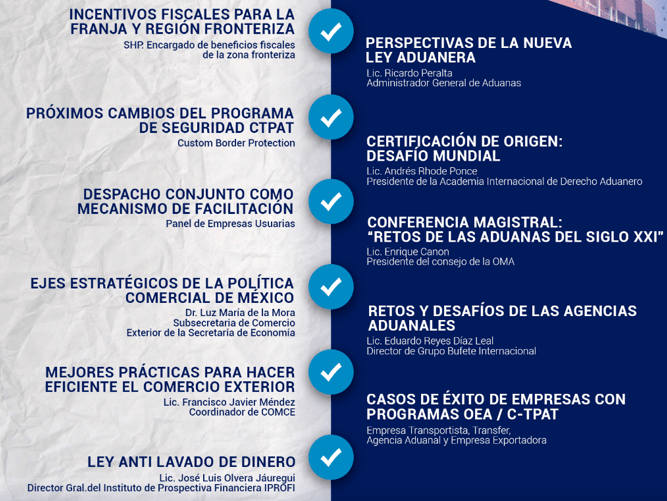 INCENTIVOS FISCALES PARA LA
FRANJA Y REGIÓN FRONTERIZA
SHP. Encargado de beneficios fiscales
de la zona fronteriza
PRÓXIMOS CAMBIOS DEL PROGRAMA
DE SEGURIDAD CTPAT
Custom Border Protection
DESPACHO CONJUNTO COMO
MECANISMO DE FACILITACIÓN
Panel de Empresas Usuarias
EJES ESTRATÉGICOS DE LA POLÍTICA
COMERCIAL DE MÉXICO
Dr. Luz María de la Mora
Subsecretaria de Comercio
Exterior de la Secretaría de Economía
MEJORES PRÁCTICAS PARA HACER
EFICIENTE EL COMERCIO EXTERIOR
Lic. Francisco Javier Méndez
Coordinador de COMCE
LEY ANTI LAVADO DE DINERO
Lic. José Luis Olvera Jáuregui
Director Gral.del Instituto de Prospectiva Financiera IPROFI
PERSPECTIVAS DE LA NUEVA
LEY ADUANERA
Lic. Ricardo Peralta
Administrador General de Aduanas
CERTIFICACIÓN DE ORIGEN:
DESAFÍO MUNDIAL
Lic. Andrés Rhode Ponce
Presidente de la Academia Internacional de Derecho Aduanero
CONFERENCIA MAGISTRAL:
“RETOS DE LAS ADUANAS DEL SIGLO XXI”
Lic. Enrique Canon
Presidente del consejo de la OMA
RETOS Y DESAFÍOS DE LAS AGENCIAS
ADUANALES
Lic. Eduardo Reyes Díaz Leal
Director de Grupo Bufete Internacional
CASOS DE ÉXITO DE EMPRESAS CON
PROGRAMAS OEA / C-TPAT
Empresa Transportista, Transfer,
Agencia Aduanal y Empresa Exportadora